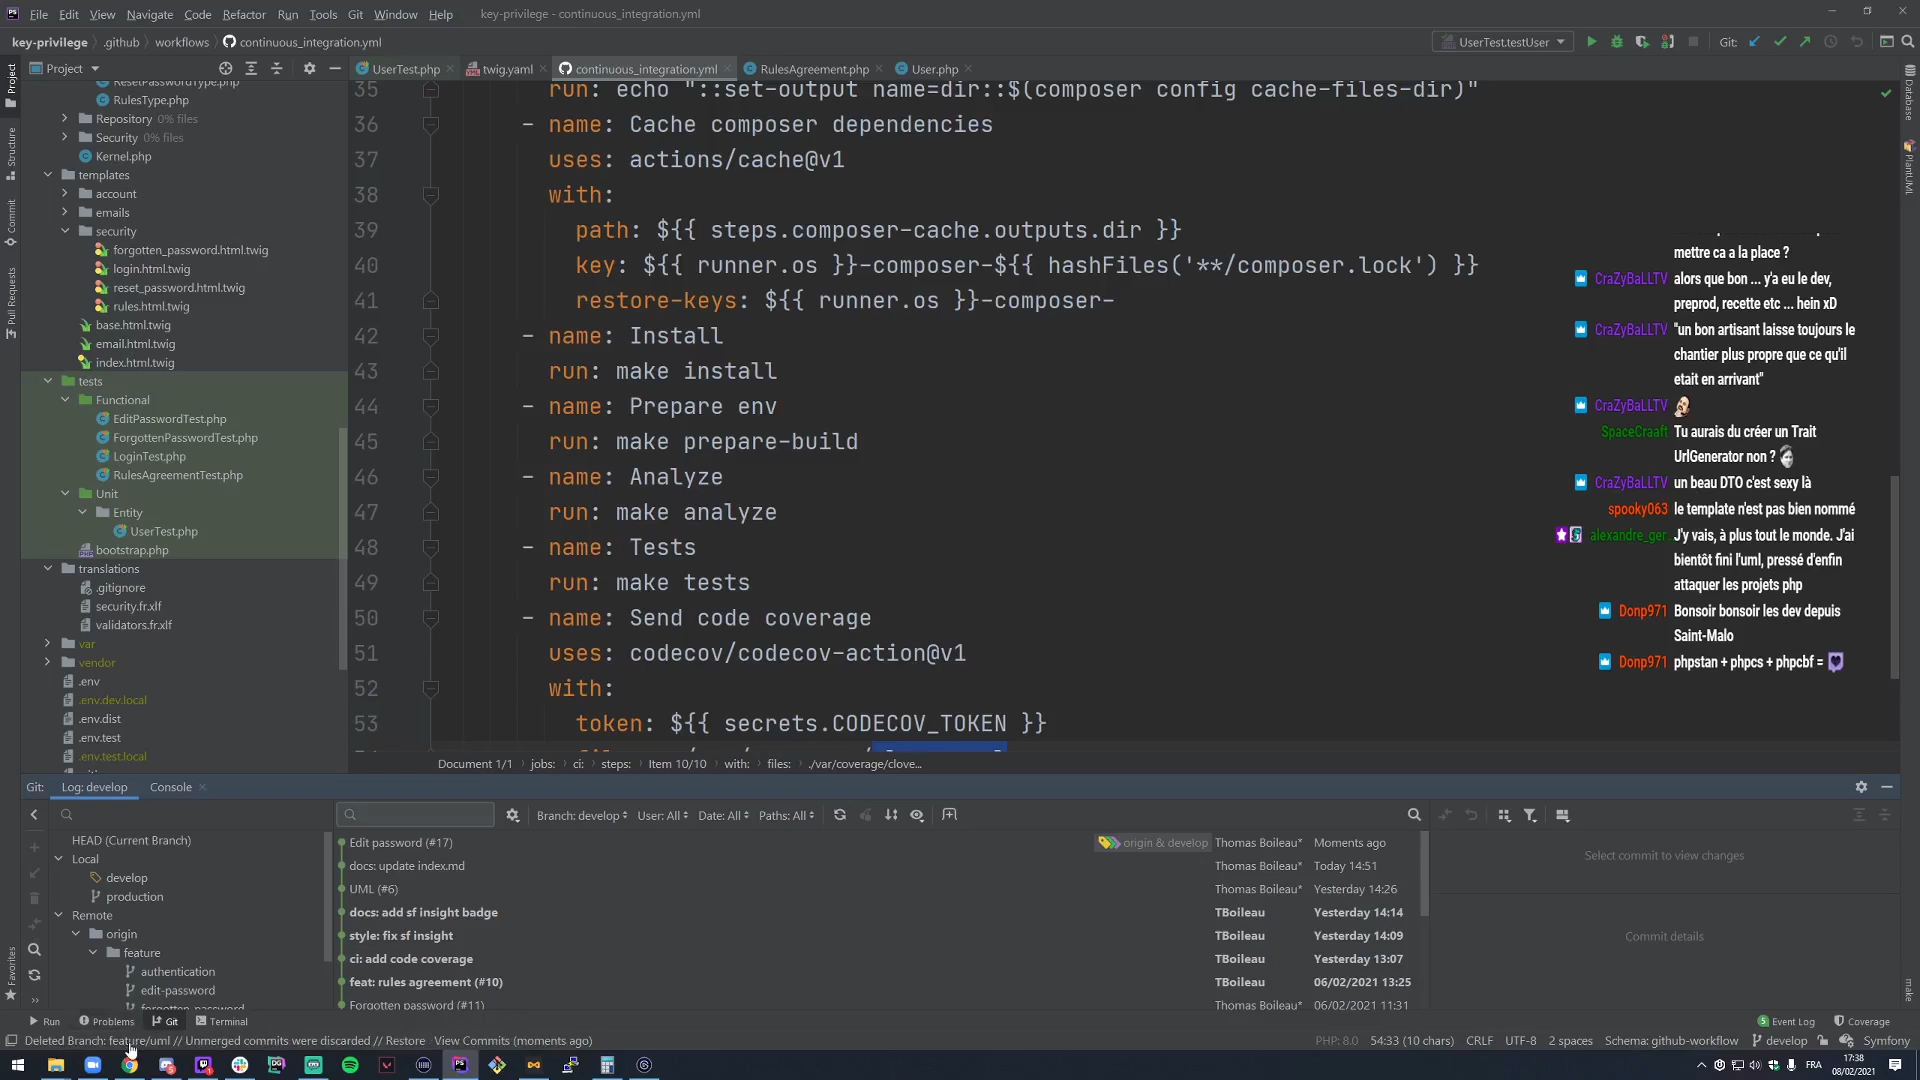 File Edit View Navigate Code Refactor Run Tools Git Window Help key-privilege - continuous_integration.yml
key-privilege .github workflows continuous_integration.yml UserTest.testUser Git:
Project UserTest.php twig.yaml continuous_integration.yml RulesAgreement.php User.php
Project
Structure
Commit
Pull Requests
Favorites
ResetPasswordType.php
RulesType.php
Repository 0% files
Security 0% files
Kernel.php
templates
account
emails
security
forgotten_password.html.twig
login.html.twig
reset_password.html.twig
rules.html.twig
base.html.twig
email.html.twig
index.html.twig
tests
Functional
EditPasswordTest.php
ForgottenPasswordTest.php
LoginTest.php
RulesAgreementTest.php
Unit
Entity
UserTest.php
bootstrap.php
translations
.gitignore
security.fr.xlf
validators.fr.xlf
var
vendor
.env
.env.dev.local
.env.dist
.env.test
.env.test.local
35 run: echo "::set-output name=dir::$(composer config cache-files-dir)"
36 - name: Cache composer dependencies
37 uses: actions/cache@v1
38 with:
39 path: ${{ steps.composer-cache.outputs.dir }}
40 key: ${{ runner.os }}-composer-${{ hashFiles('**/composer.lock') }}
41 restore-keys: ${{ runner.os }}-composer-
42 - name: Install
43 run: make install
44 - name: Prepare env
45 run: make prepare-build
46 - name: Analyze
47 run: make analyze
48 - name: Tests
49 run: make tests
50 - name: Send code coverage
51 uses: codecov/codecov-action@v1
52 with:
53 token: ${{ secrets.CODECOV_TOKEN }}
Document 1/1 jobs: ci: steps: Item 10/10 with: files: ./var/coverage/clove...
mettre ca a la place ?
CraZyBaLLTV alors que bon ... y'a eu le dev,
preprod, recette etc ... hein xD
CraZyBaLLTV "un bon artisant laisse toujours le
chantier plus propre que ce qu'il
etait en arrivant"
CraZyBaLLTV
SpaceCraaft Tu aurais du créer un Trait
UrlGenerator non ?
CraZyBaLLTV un beau DTO c'est sexy là
spooky063 le template n'est pas bien nommé
alexandre_ger... J'y vais, à plus tout le monde. J'ai
bientôt fini l'uml, pressé d'enfin
attaquer les projets php
Donp971 Bonsoir bonsoir les dev depuis
Saint-Malo
Donp971 phpstan + phpcs + phpcbf =
Database
PlantUML
make
Git: Log: develop Console
Branch: develop User: All Date: All Paths: All
HEAD (Current Branch)
Local
develop
production
Remote
origin
feature
authentication
edit-password
forgotten-password
Edit password (#17) origin & develop Thomas Boileau* Moments ago
docs: update index.md Thomas Boileau* Today 14:51
UML (#6) Thomas Boileau* Yesterday 14:26
docs: add sf insight badge TBoileau Yesterday 14:14
style: fix sf insight TBoileau Yesterday 14:09
ci: add code coverage TBoileau Yesterday 13:07
feat: rules agreement (#10) TBoileau 06/02/2021 13:25
Forgotten password (#11) Thomas Boileau* 06/02/2021 11:31
Select commit to view changes
Commit details
Run Problems Git Terminal 5 Event Log Coverage
Deleted Branch: feature/uml // Unmerged commits were discarded // Restore View Commits (moments ago) PHP: 8.0 54:33 (10 chars) CRLF UTF-8 2 spaces Schema: github-workflow develop Symfony
FRA 17:38
08/02/2021